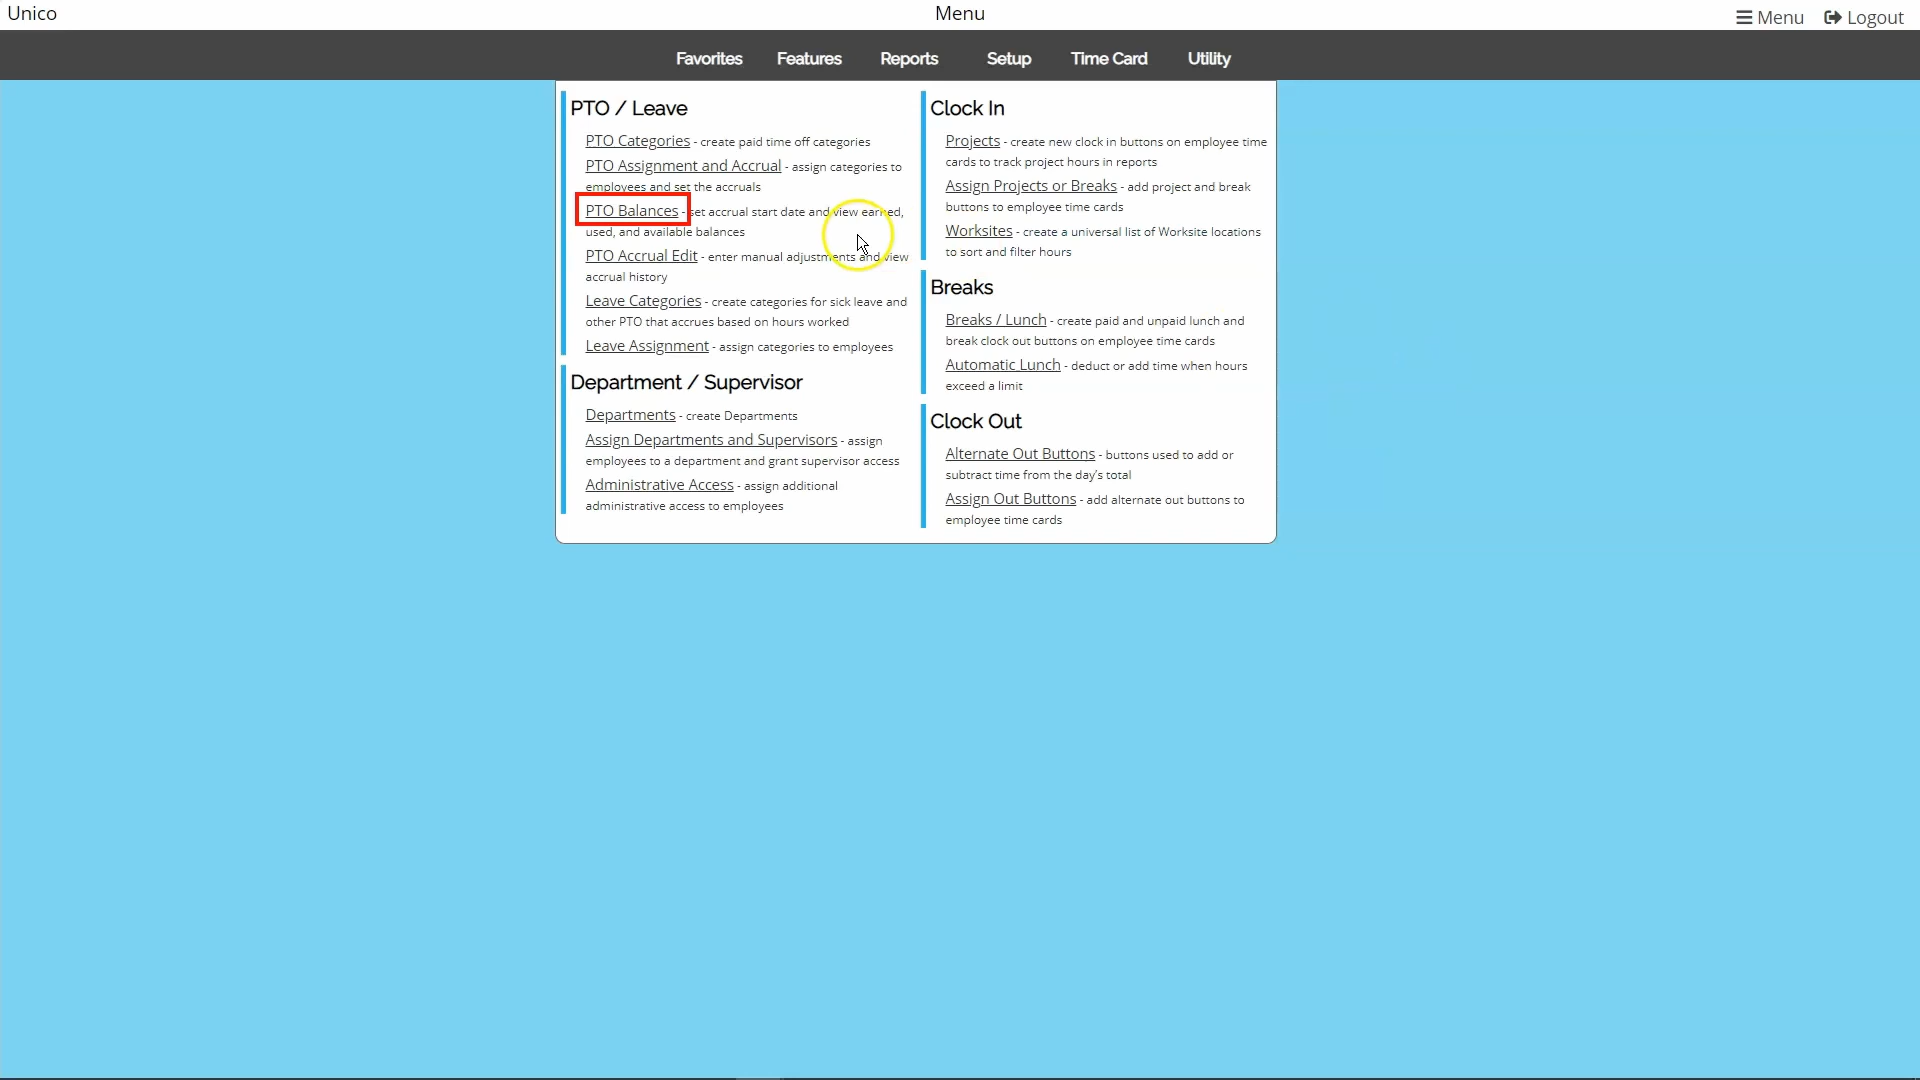 Unico
Menu
Menu
Logout
Favorites
Features
Reports
Setup
Time Card
Utility
PTO / Leave
PTO Categories - create paid time off categories
PTO Assignment and Accrual - assign categories to
employees and set the accruals
PTO Balances - set accrual start date and view earned,
used, and available balances
PTO Accrual Edit - enter manual adjustments and view
accrual history
Leave Categories - create categories for sick leave and
other PTO that accrues based on hours worked
Leave Assignment - assign categories to employees
Department / Supervisor
Departments - create Departments
Assign Departments and Supervisors - assign
employees to a department and grant supervisor access
Administrative Access - assign additional
administrative access to employees
Clock In
Projects - create new clock in buttons on employee time
cards to track project hours in reports
Assign Projects or Breaks - add project and break
buttons to employee time cards
Worksites - create a universal list of Worksite locations
to sort and filter hours
Breaks
Breaks / Lunch - create paid and unpaid lunch and
break clock out buttons on employee time cards
Automatic Lunch - deduct or add time when hours
exceed a limit
Clock Out
Alternate Out Buttons - buttons used to add or
subtract time from the day's total
Assign Out Buttons - add alternate out buttons to
employee time cards